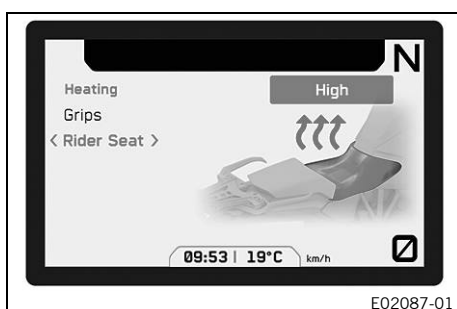 N
Heating
High
Grips
< Rider Seat >
09:53 | 19°C km/h
0
E02087-01